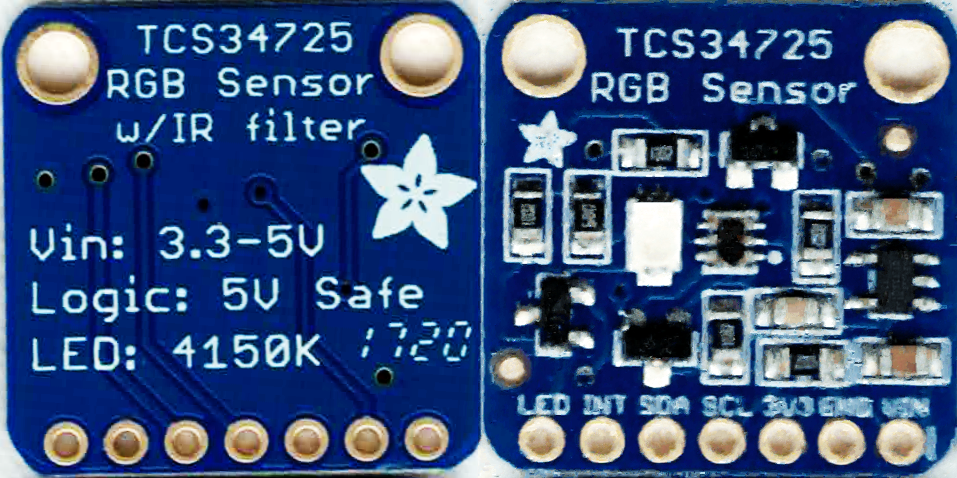 TCS34725
RGB Sensor
w/IR filter
Vin: 3.3-5V
Logic: 5V Safe
LED: 4150K 1720
TCS34725
RGB Sensor
LED INT SDA SCL 3V3 GND VIN